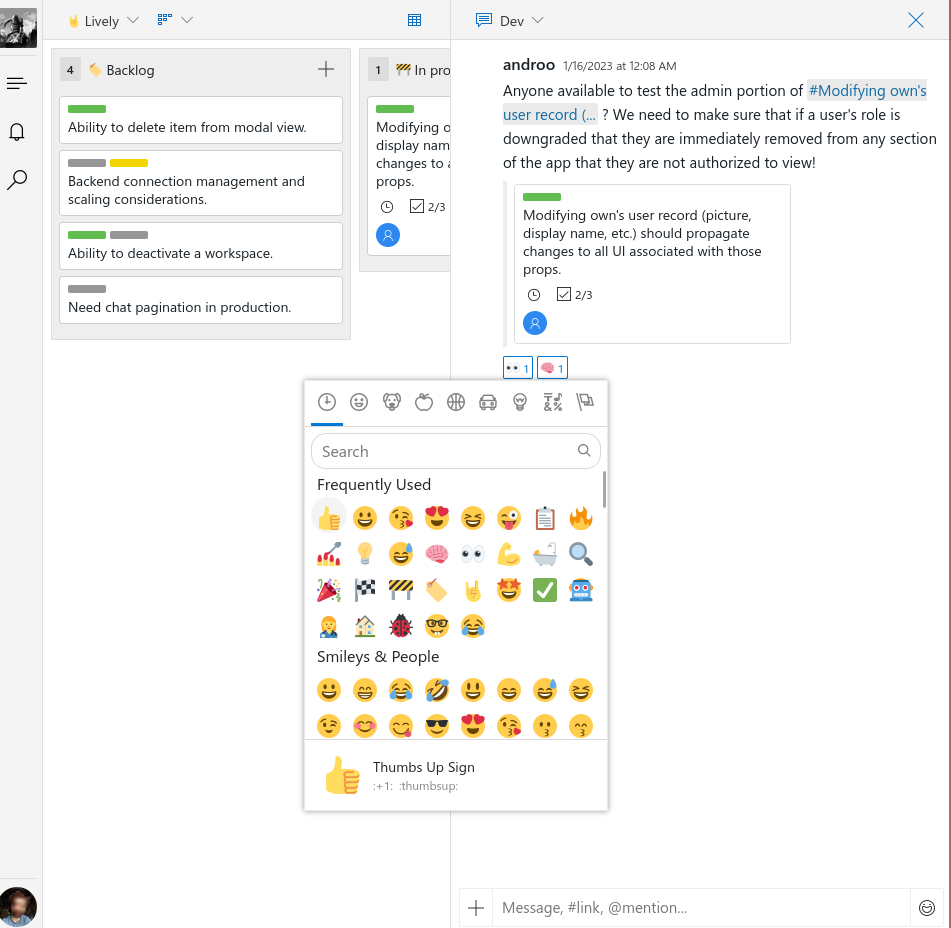 Lively
Dev
4 Backlog
1 In pro
Ability to delete item from modal view.
Backend connection management and
scaling considerations.
Ability to deactivate a workspace.
Need chat pagination in production.
Modifying o
display nam
changes to a
props.
2/3
androo 1/16/2023 at 12:08 AM
Anyone available to test the admin portion of #Modifying own's
user record (... ? We need to make sure that if a user's role is
downgraded that they are immediately removed from any section
of the app that they are not authorized to view!
Modifying own's user record (picture,
display name, etc.) should propagate
changes to all UI associated with those
props.
2/3
1 1
Search
Frequently Used
Smileys & People
Thumbs Up Sign
:+1: :thumbsup:
Message, #link, @mention...